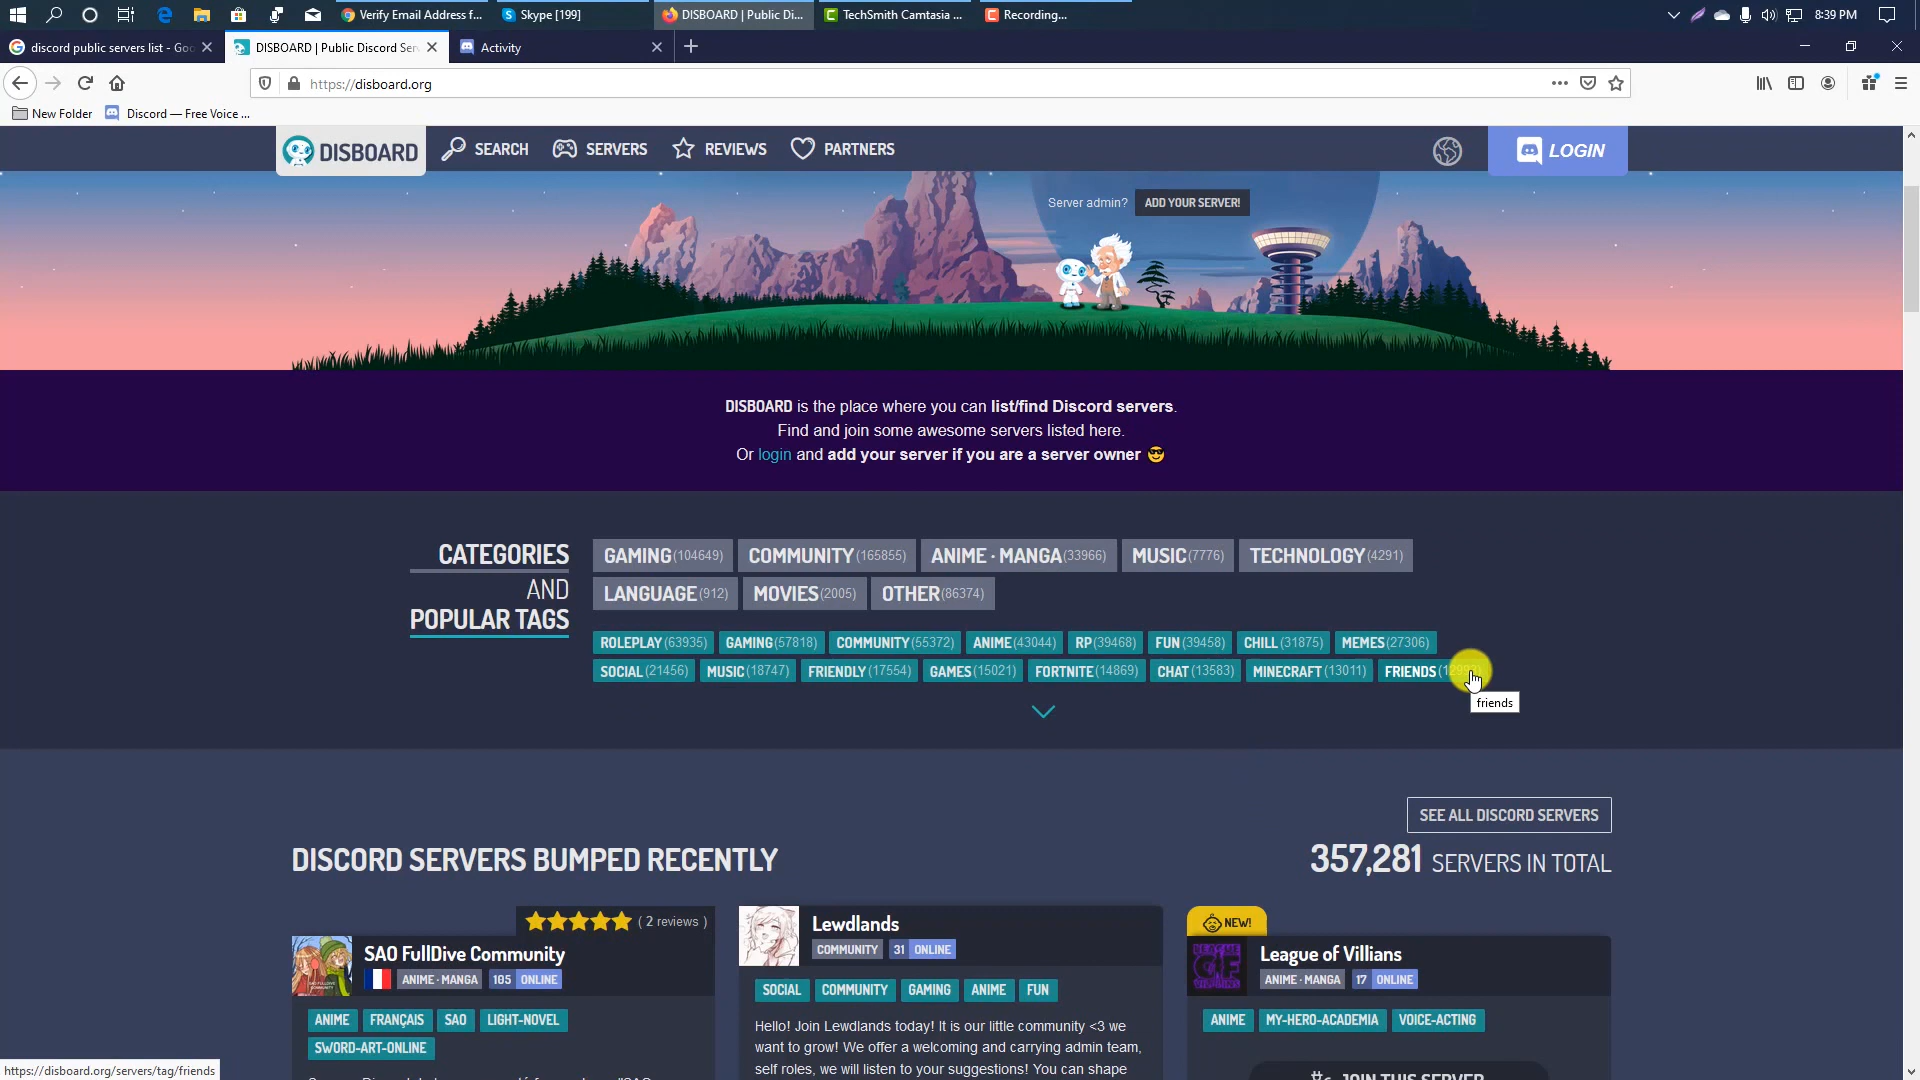 Verify Email Address f...
Skype [199]
DISBOARD | Public Di...
TechSmith Camtasia ...
Recording...
8:39 PM
discord public servers list - Goo
DISBOARD | Public Discord Ser
Activity
https://disboard.org
New Folder
Discord — Free Voice ...
DISBOARD
SEARCH
SERVERS
REVIEWS
PARTNERS
LOGIN
Server admin? ADD YOUR SERVER!
DISBOARD is the place where you can list/find Discord servers.
Find and join some awesome servers listed here.
Or login and add your server if you are a server owner 😎
CATEGORIES
AND
POPULAR TAGS
GAMING(104649) COMMUNITY(165855) ANIME · MANGA(33966) MUSIC(7776) TECHNOLOGY(4291)
LANGUAGE(912) MOVIES(2005) OTHER(86374)
ROLEPLAY(63935) GAMING(57818) COMMUNITY(55372) ANIME(43044) RP(39468) FUN(39458) CHILL(31875) MEMES(27306)
SOCIAL(21456) MUSIC(18747) FRIENDLY(17554) GAMES(15021) FORTNITE(14869) CHAT(13583) MINECRAFT(13011) FRIENDS
friends
SEE ALL DISCORD SERVERS
DISCORD SERVERS BUMPED RECENTLY
357,281 SERVERS IN TOTAL
( 2 reviews )
SAO FullDive Community
ANIME · MANGA 105 ONLINE
ANIME FRANÇAIS SAO LIGHT-NOVEL
SWORD-ART-ONLINE
Lewdlands
COMMUNITY 31 ONLINE
SOCIAL COMMUNITY GAMING ANIME FUN
Hello! Join Lewdlands today! It is our little community <3 we
want to grow! We offer a welcoming and carrying admin team,
self roles, we will listen to your suggestions! You can shape
NEW!
League of Villians
ANIME · MANGA 17 ONLINE
ANIME MY-HERO-ACADEMIA VOICE-ACTING
JOIN THIS SERVER
https://disboard.org/servers/tag/friends